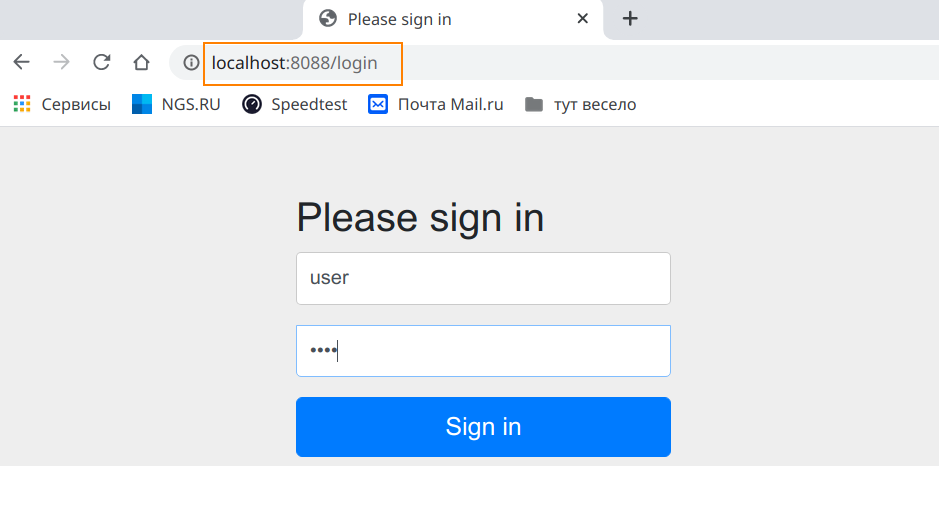 Please sign in
localhost:8088/login
Сервисы NGS.RU Speedtest Почта Mail.ru тут весело
Please sign in
user
••••
Sign in